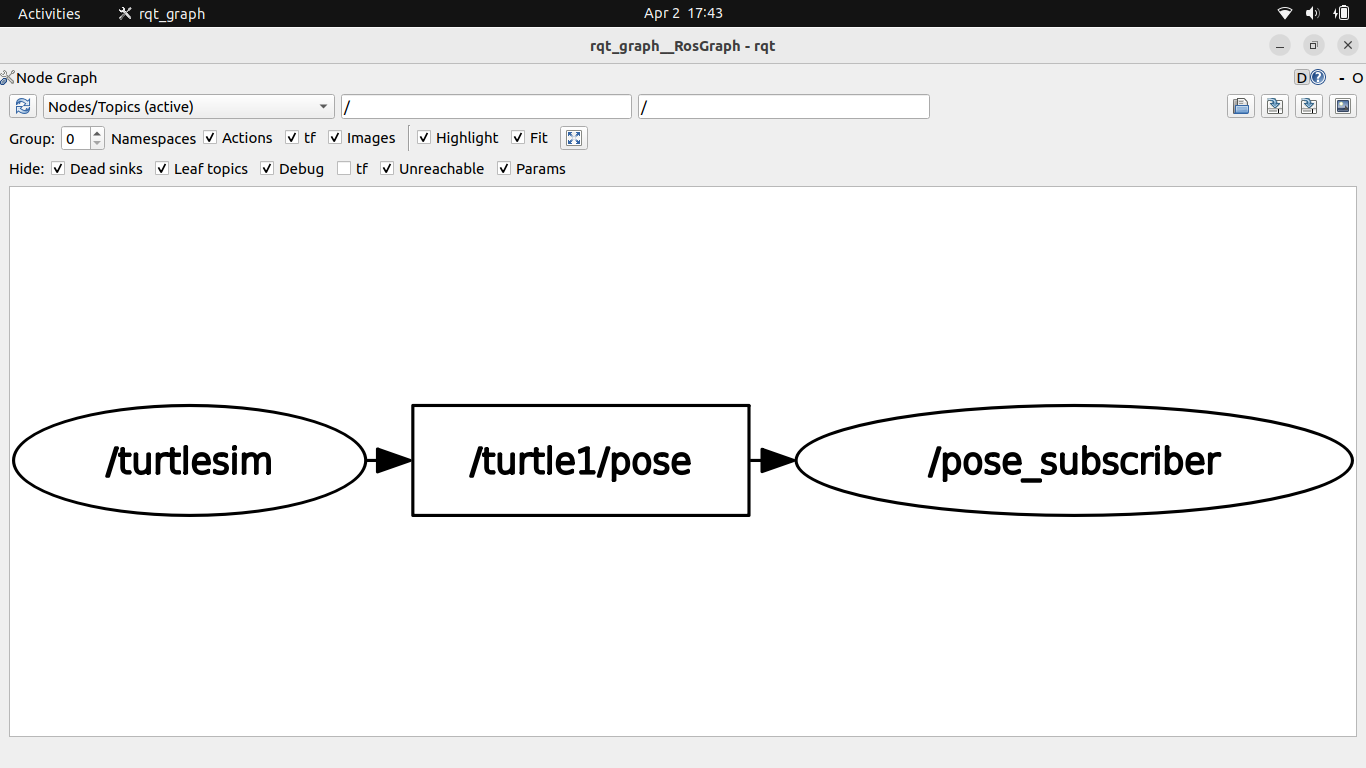 Activities rqt_graph Apr 2 17:43
rqt_graph__RosGraph - rqt
Node Graph D ? - O
Nodes/Topics (active) / /
Group: 0 Namespaces Actions tf Images Highlight Fit
Hide: Dead sinks Leaf topics Debug tf Unreachable Params
/turtlesim /turtle1/pose /pose_subscriber